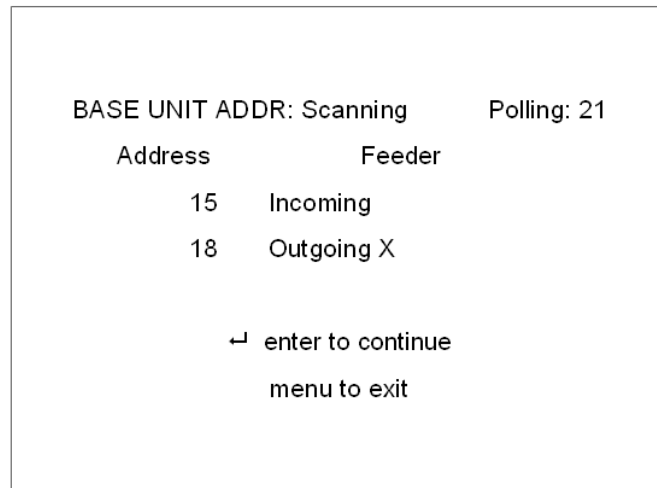 BASE UNIT ADDR: Scanning Polling: 21
Address Feeder
15 Incoming
18 Outgoing X
↵ enter to continue
menu to exit